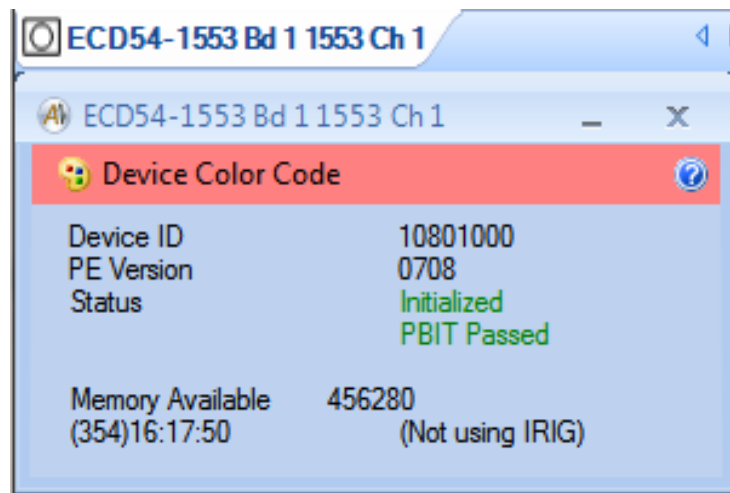 ECD54-1553 Bd 1 1553 Ch 1
ECD54-1553 Bd 1 1553 Ch 1
Device Color Code
Device ID 10801000
PE Version 0708
Status Initialized
PBIT Passed
Memory Available 456280
(354)16:17:50 (Not using IRIG)